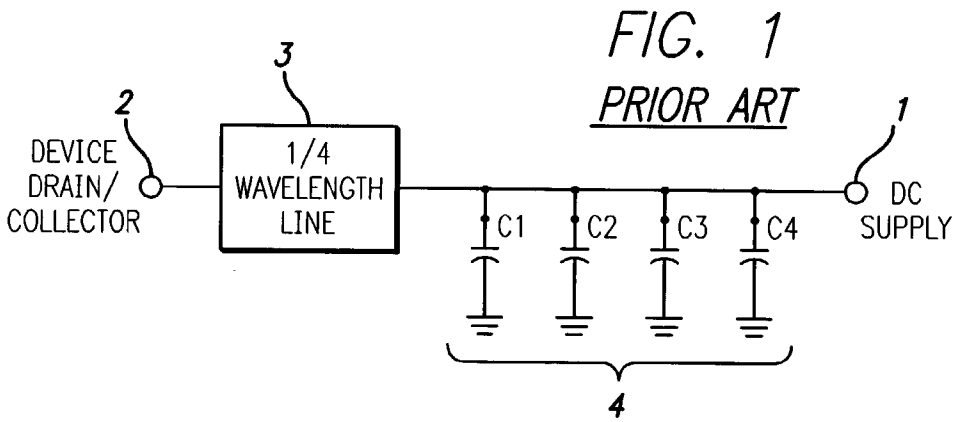 FIG. 1
PRIOR ART
3
2
1
DEVICE
DRAIN/
COLLECTOR
1/4
WAVELENGTH
LINE
DC
SUPPLY
C1
C2
C3
C4
4